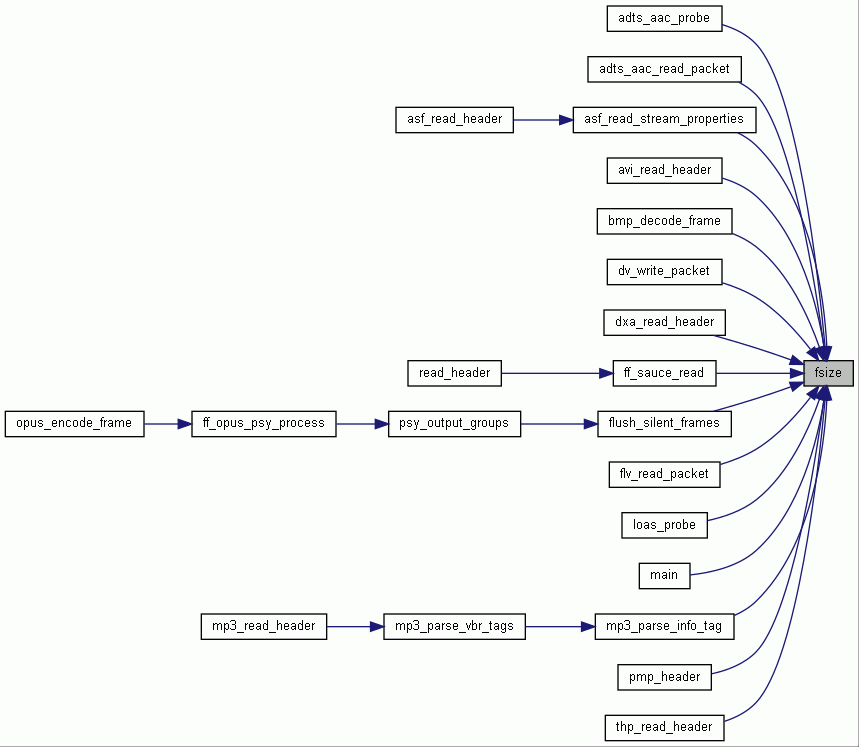 adts_aac_probe
adts_aac_read_packet
asf_read_header
asf_read_stream_properties
avi_read_header
bmp_decode_frame
dv_write_packet
dxa_read_header
read_header
ff_sauce_read
fsize
opus_encode_frame
ff_opus_psy_process
psy_output_groups
flush_silent_frames
flv_read_packet
loas_probe
main
mp3_read_header
mp3_parse_vbr_tags
mp3_parse_info_tag
pmp_header
thp_read_header